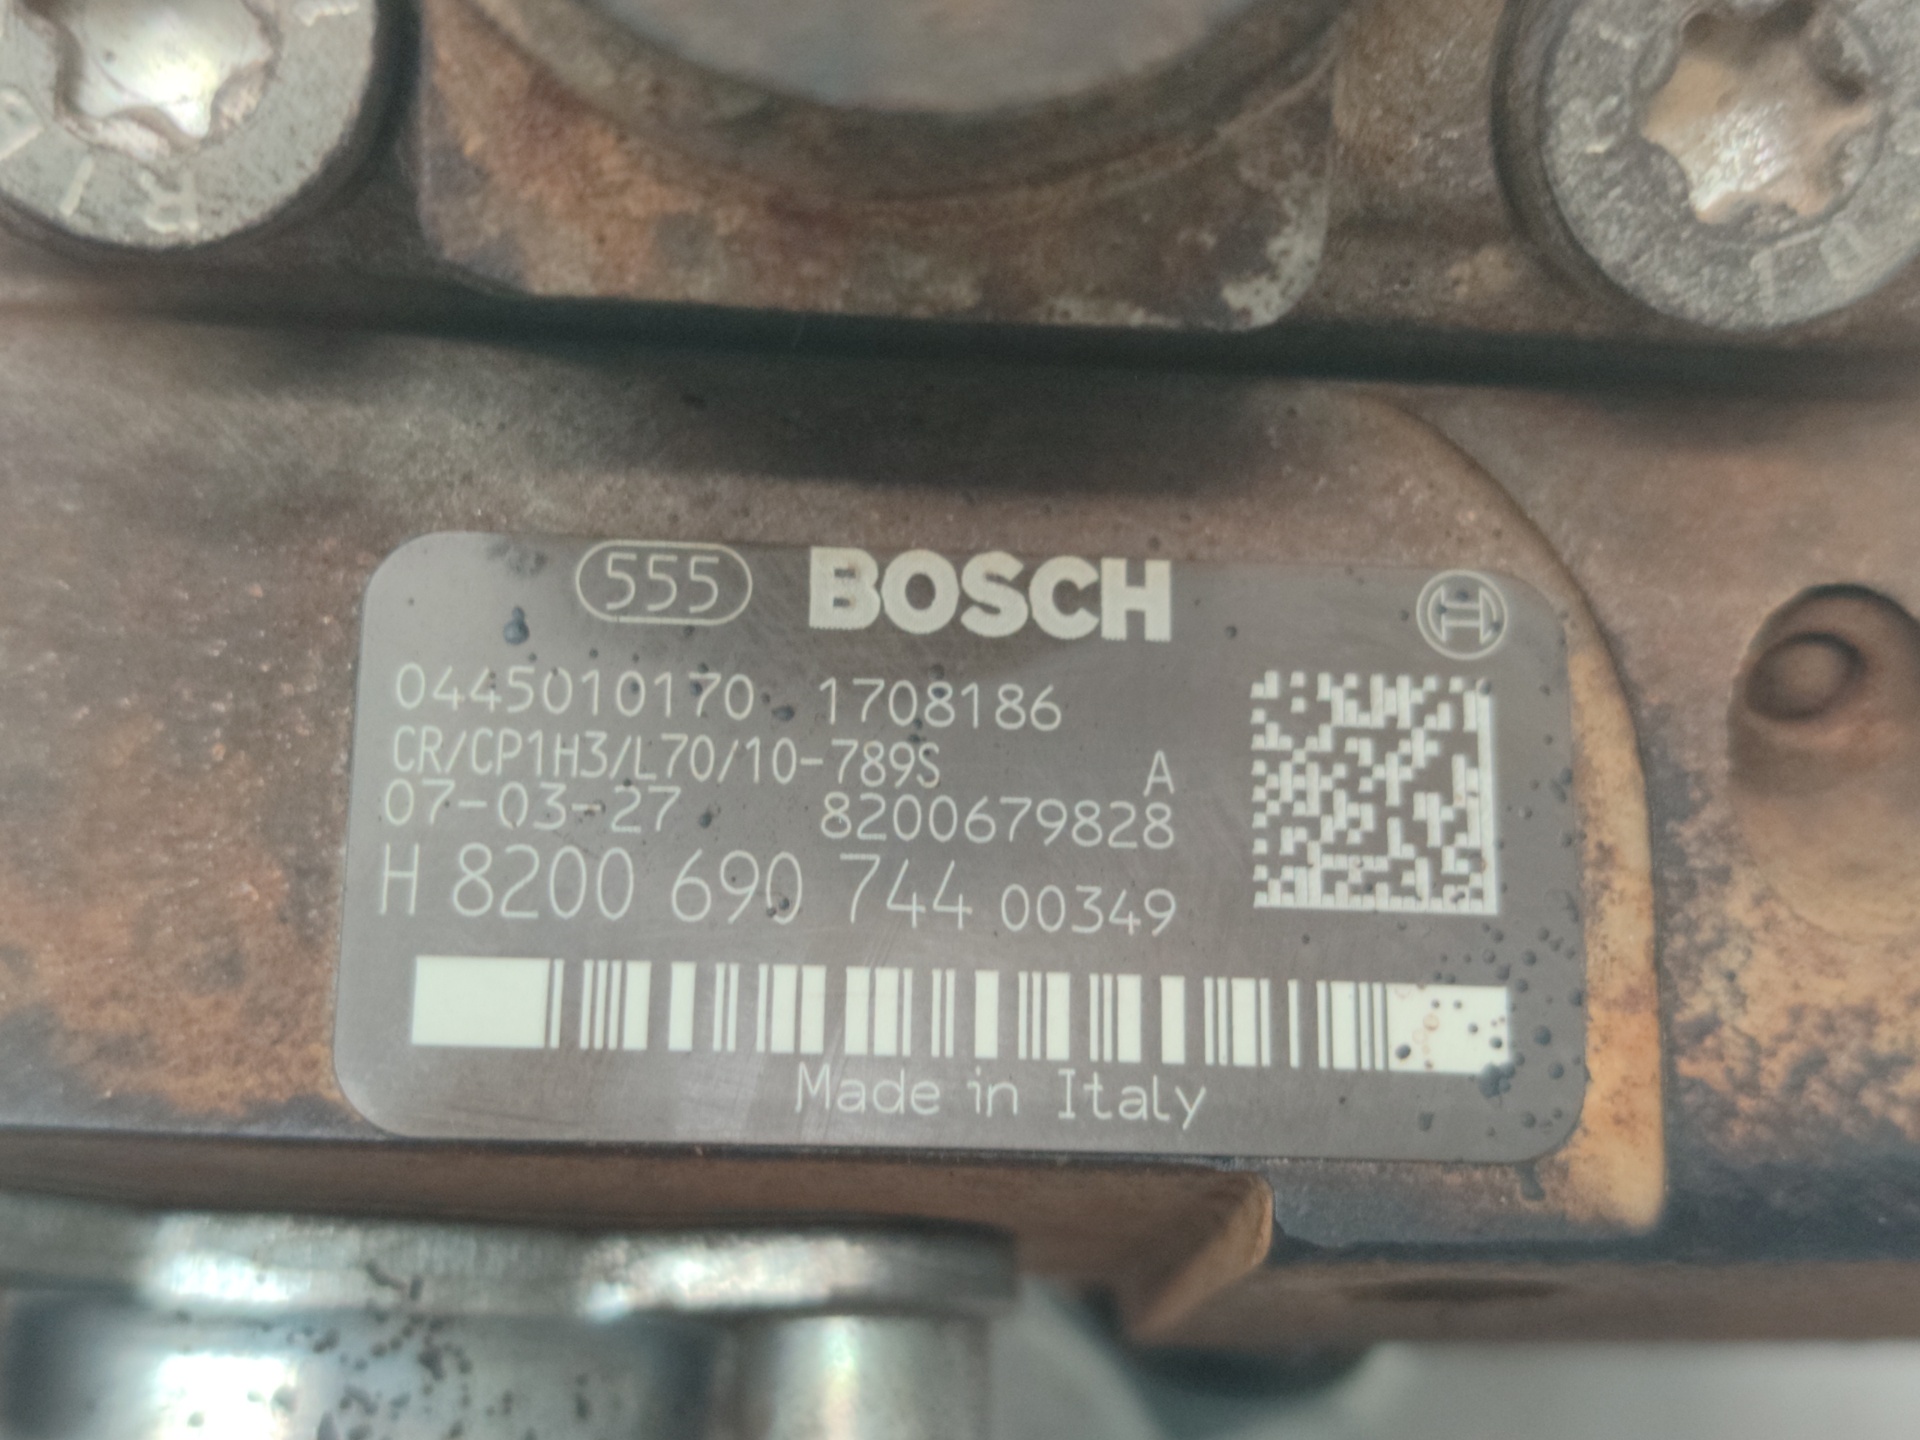 555 BOSCH
0445010170 1708186
CR/CP1H3/L70/10-789S A
07-03-27 8200679828
H 8200 690 744 00349
Made in Italy